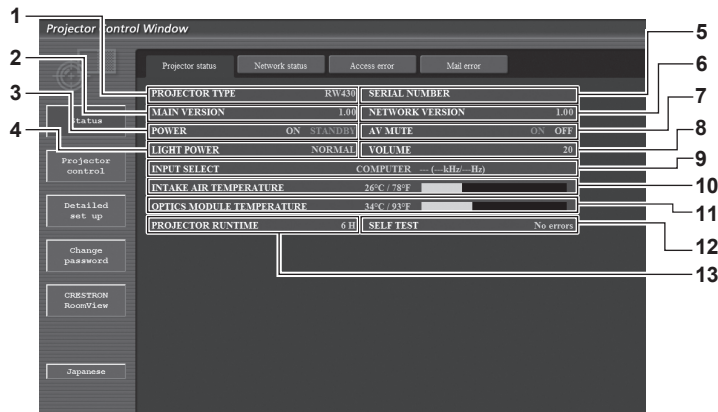 Projector Control Window
Projector status
Network status
Access error
Mail error
PROJECTOR TYPE RW430
SERIAL NUMBER
MAIN VERSION 1.00
NETWORK VERSION 1.00
POWER ON STANDBY
AV MUTE ON OFF
LIGHT POWER NORMAL
VOLUME 20
INPUT SELECT COMPUTER --- (---kHz/---Hz)
INTAKE AIR TEMPERATURE 26°C / 78°F
OPTICS MODULE TEMPERATURE 34°C / 93°F
PROJECTOR RUNTIME 6 H
SELF TEST No errors
Status
Projector
control
Detailed
set up
Change
password
CRESTRON
RoomView
Japanese
1
2
3
4
5
6
7
8
9
10
11
12
13